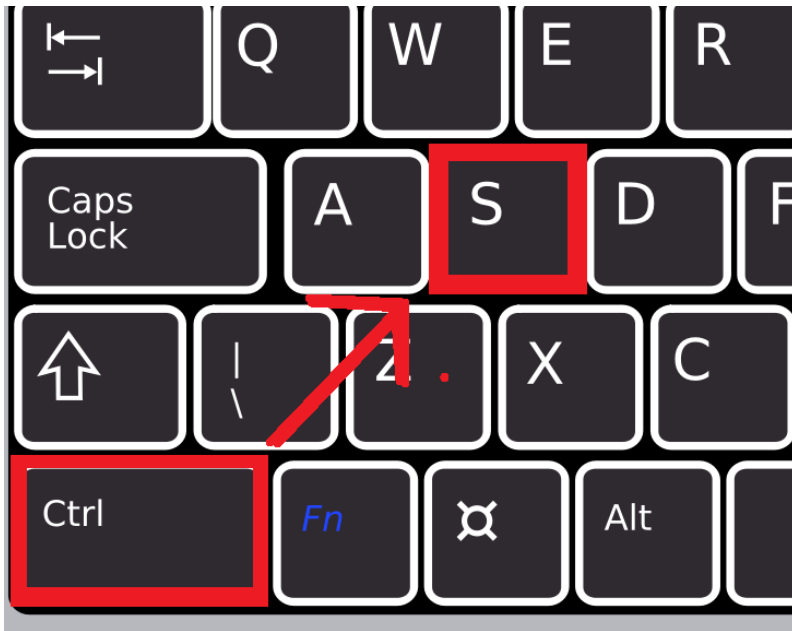 Q W E R
Caps
Lock
A S D F
|
\
Z X C
Ctrl Fn ¤ Alt